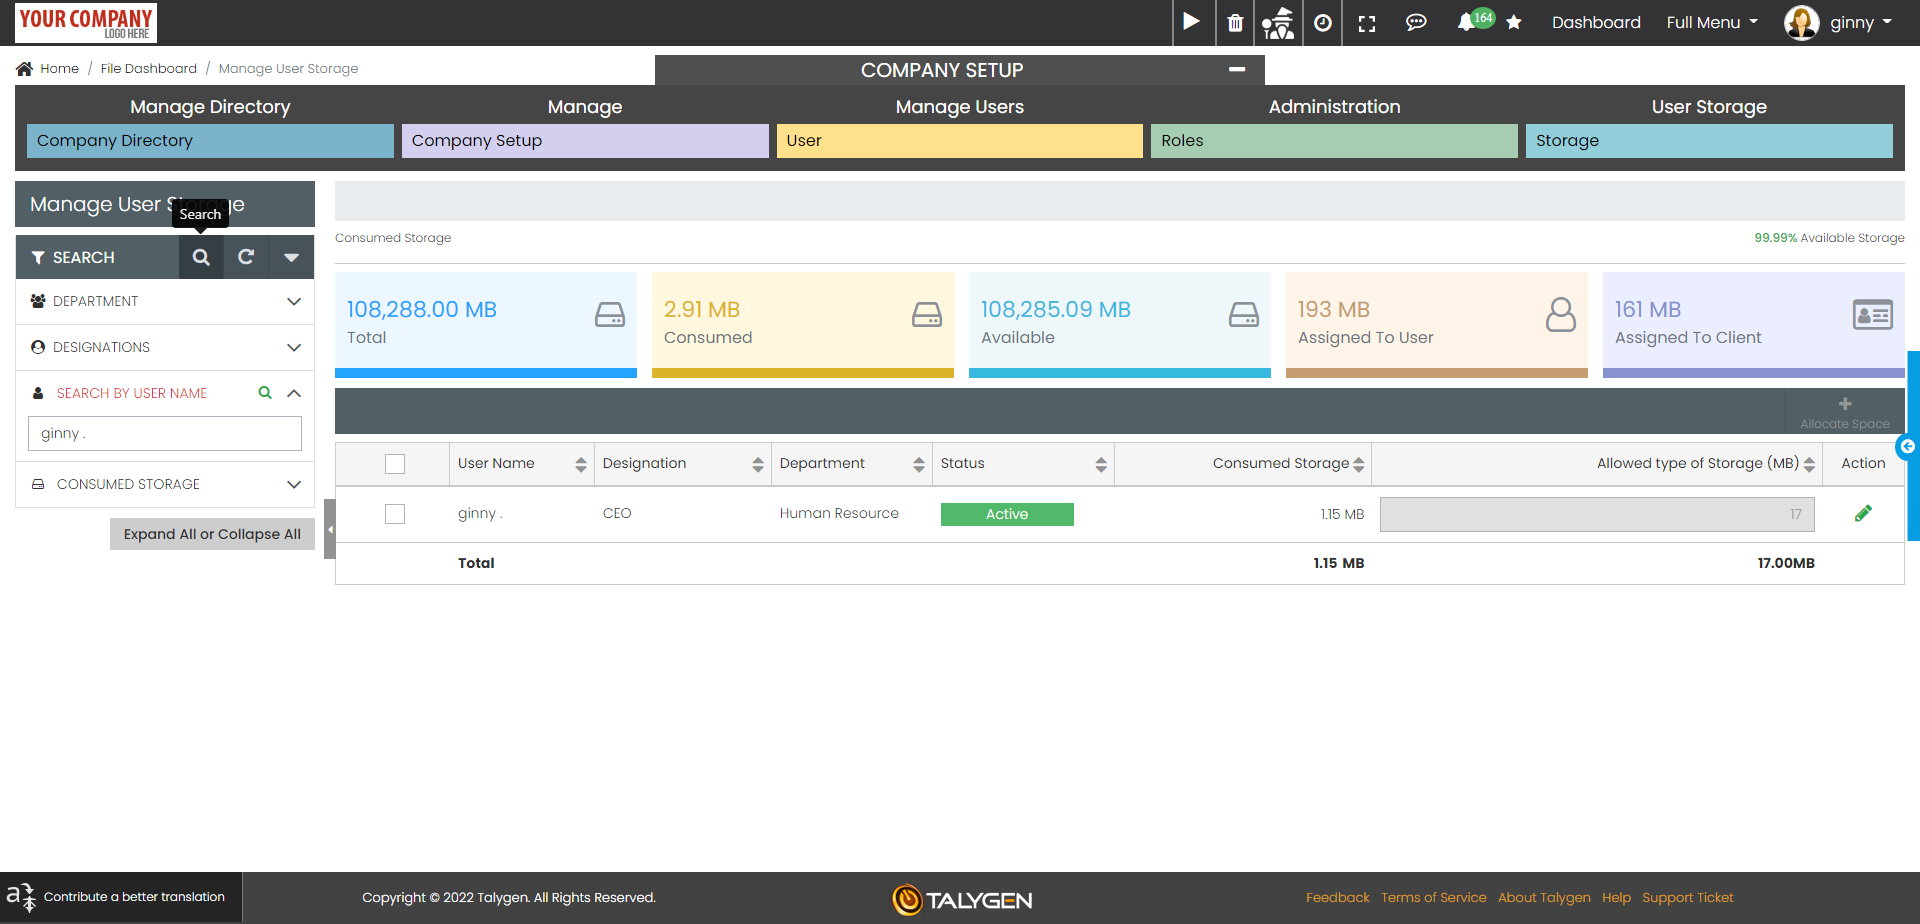 YOUR COMPANY
LOGO HERE
164
Dashboard
Full Menu
ginny
Home / File Dashboard / Manage User Storage
COMPANY SETUP
Manage Directory
Manage
Manage Users
Administration
User Storage
Company Directory
Company Setup
User
Roles
Storage
Manage User St ge
Search
SEARCH
DEPARTMENT
DESIGNATIONS
SEARCH BY USER NAME
ginny .
CONSUMED STORAGE
Expand All or Collapse All
Consumed Storage
99.99% Available Storage
108,288.00 MB
Total
2.91 MB
Consumed
108,285.09 MB
Available
193 MB
Assigned To User
161 MB
Assigned To Client
Allocate Space
User Name
Designation
Department
Status
Consumed Storage
Allowed type of Storage (MB)
Action
ginny .
CEO
Human Resource
Active
1.15 MB
17
Total
1.15 MB
17.00MB
Contribute a better translation
Copyright © 2022 Talygen. All Rights Reserved.
TALYGEN
Feedback
Terms of Service
About Talygen
Help
Support Ticket